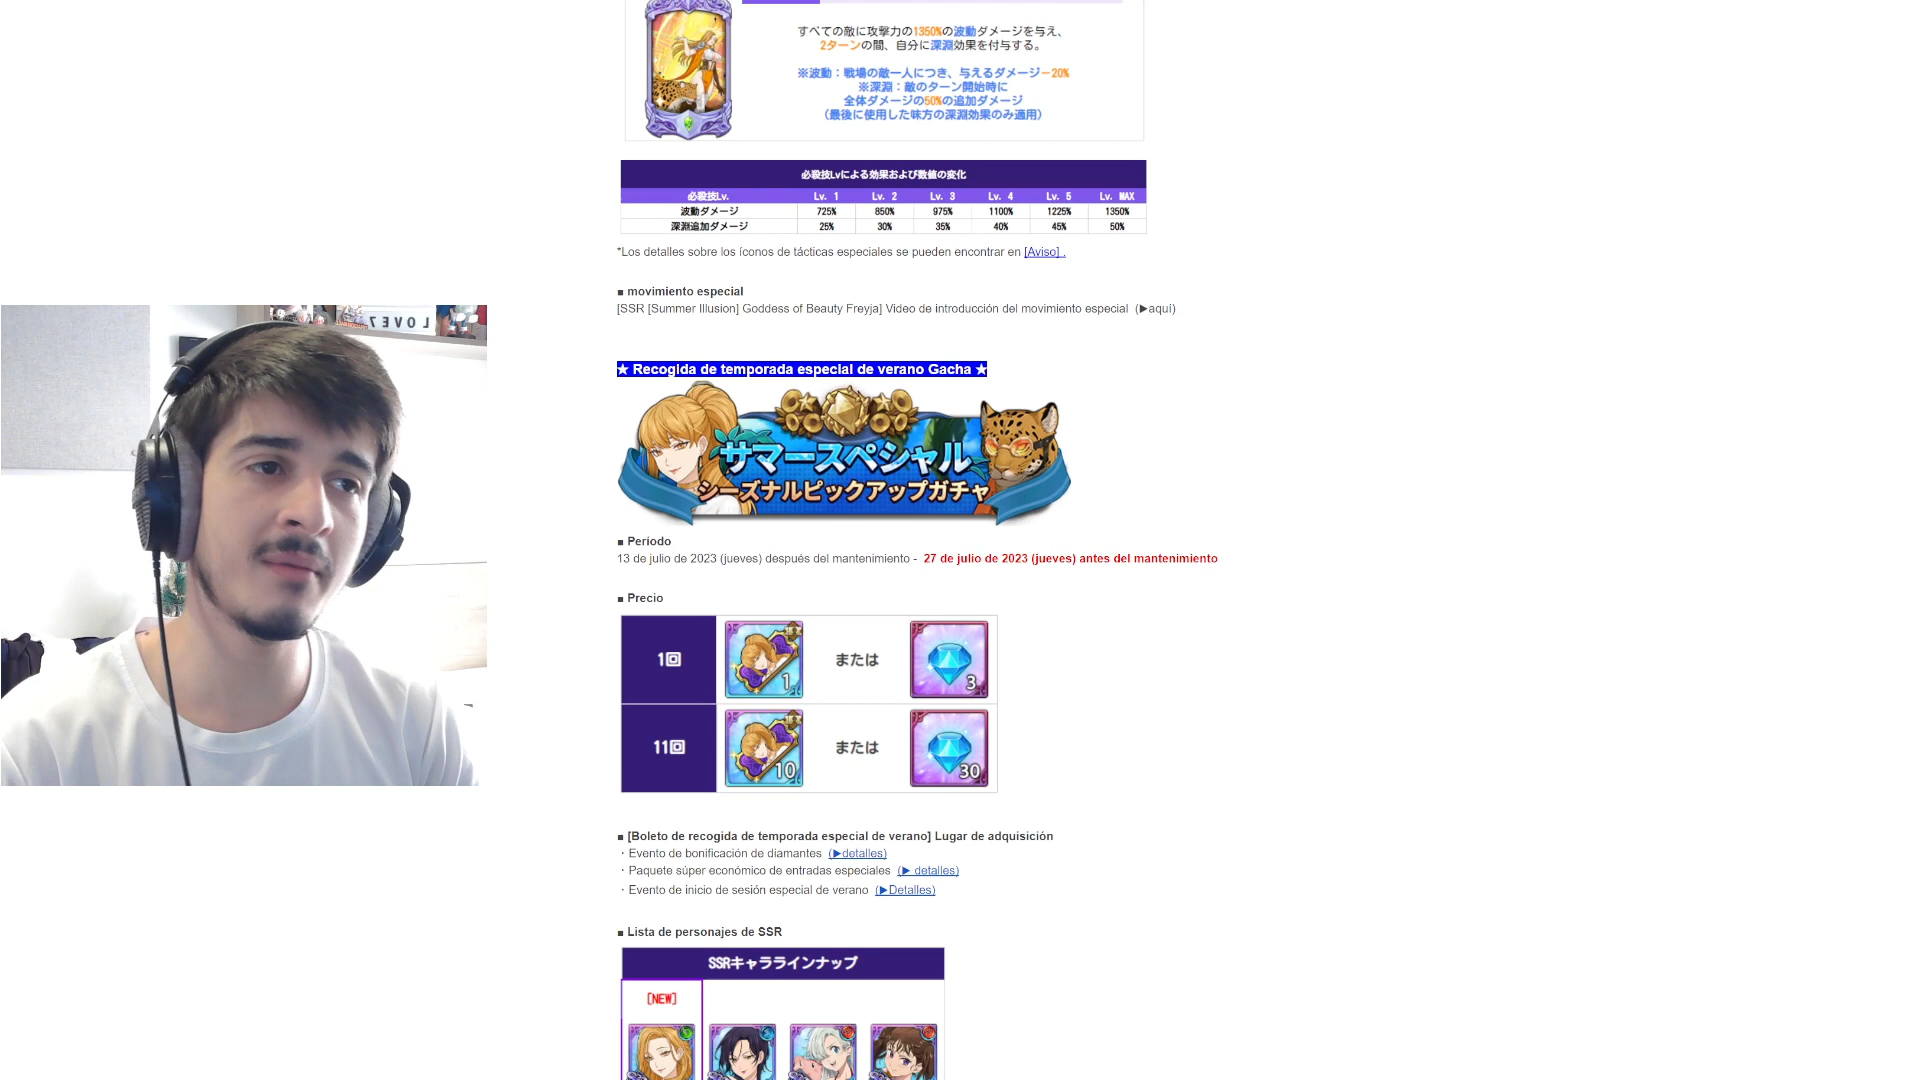 すべての敵に攻撃力の1350%の波動ダメージを与え、
2ターンの間、自分に深淵効果を付与する。
※波動：戦場の敵一人につき、与えるダメージ－20%
※深淵：敵のターン開始時に
全体ダメージの50%の追加ダメージ
（最後に使用した味方の深淵効果のみ適用）
必殺技Lvによる効果および数値の変化
必殺技Lv. Lv. 1 Lv. 2 Lv. 3 Lv. 4 Lv. 5 Lv. MAX
波動ダメージ 725% 850% 975% 1100% 1225% 1350%
深淵追加ダメージ 25% 30% 35% 40% 45% 50%
*Los detalles sobre los íconos de tácticas especiales se pueden encontrar en [Aviso] .
■ movimiento especial
[SSR [Summer Illusion] Goddess of Beauty Freyja] Video de introducción del movimiento especial (▶aquí)
★ Recogida de temporada especial de verano Gacha ★
サマースペシャル
シーズナルピックアップガチャ
■ Período
13 de julio de 2023 (jueves) después del mantenimiento - 27 de julio de 2023 (jueves) antes del mantenimiento
■ Precio
1回 1 または 3
11回 10 または 30
■ [Boleto de recogida de temporada especial de verano] Lugar de adquisición
・Evento de bonificación de diamantes (▶detalles)
・Paquete súper económico de entradas especiales (▶ detalles)
・Evento de inicio de sesión especial de verano (▶Detalles)
■ Lista de personajes de SSR
SSRキャララインナップ
[NEW]
LOVE7